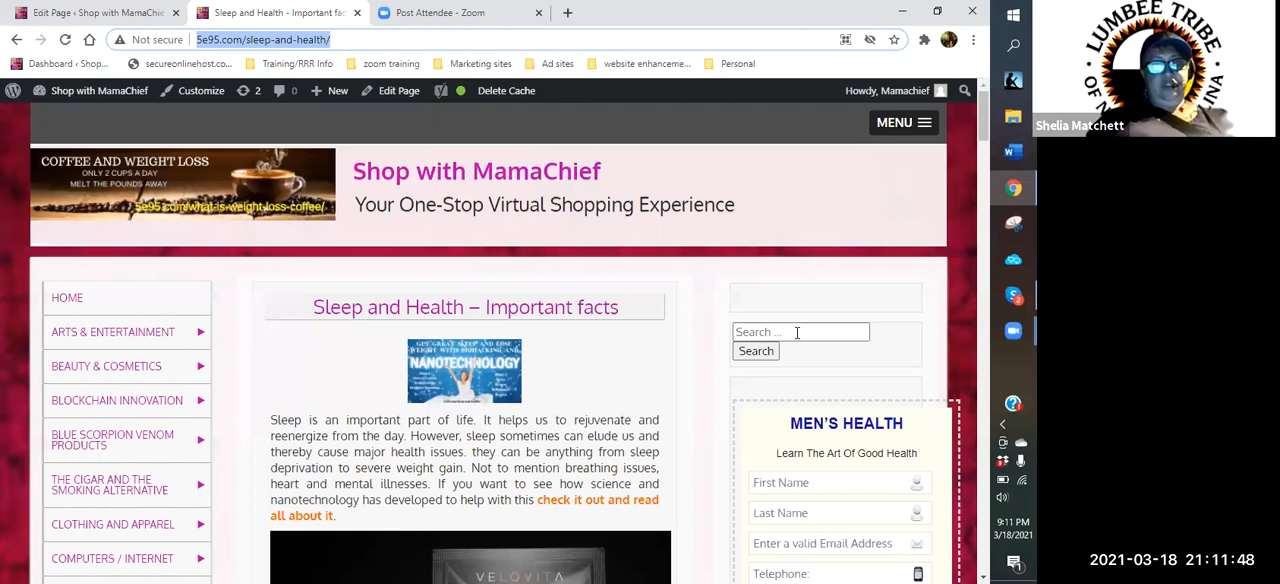 Edit Page ‹ Shop with MamaChie
Sleep and Health - Important fac
Post Attendee - Zoom
Not secure
5e95.com/sleep-and-health/
Dashboard ‹ Shop...
secureonlinehost.co...
Training/RRR Info
zoom training
Marketing sites
Ad sites
website enhanceme...
Personal
Shop with MamaChief
Customize
2
0
New
Edit Page
Delete Cache
Howdy, Mamachief
MENU
COFFEE AND WEIGHT LOSS
ONLY 2 CUPS A DAY
MELT THE POUNDS AWAY
5e95.com/what-is-weight-loss-coffee/
Shop with MamaChief
Your One-Stop Virtual Shopping Experience
HOME
ARTS & ENTERTAINMENT
BEAUTY & COSMETICS
BLOCKCHAIN INNOVATION
BLUE SCORPION VENOM
PRODUCTS
THE CIGAR AND THE
SMOKING ALTERNATIVE
CLOTHING AND APPAREL
COMPUTERS / INTERNET
Sleep and Health – Important facts
GET GREAT SLEEP AND LOSE
WEIGHT WITH BIOHACKING AND
NANOTECHNOLOGY
Sleep is an important part of life. It helps us to rejuvenate and
reenergize from the day. However, sleep sometimes can elude us and
thereby cause major health issues. they can be anything from sleep
deprivation to severe weight gain. Not to mention breathing issues,
heart and mental illnesses. If you want to see how science and
nanotechnology has developed to help with this check it out and read
all about it.
VELOVITA
Search ...
Search
MEN'S HEALTH
Learn The Art Of Good Health
First Name
Last Name
Enter a valid Email Address
Telephone:
LUMBEE TRIBE
Shelia Matchett
9:11 PM
3/18/2021
2021-03-18 21:11:48